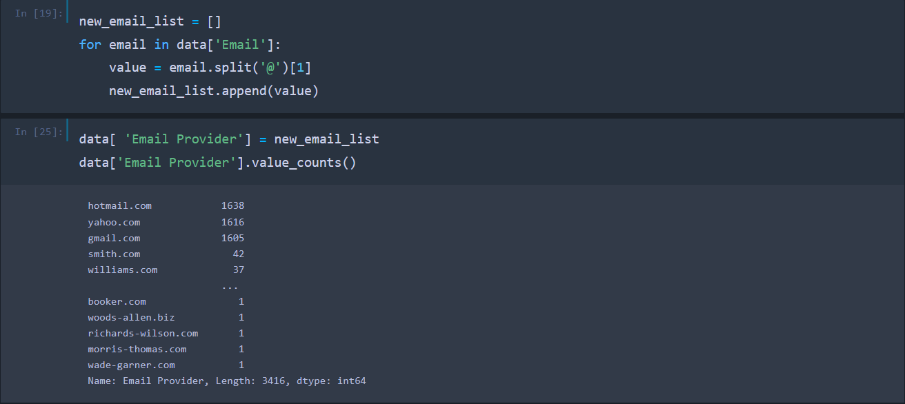 In [19]:
new_email_list = []
for email in data['Email']:
    value = email.split('@')[1]
    new_email_list.append(value)
In [25]:
data[ 'Email Provider'] = new_email_list
data['Email Provider'].value_counts()
hotmail.com 1638
yahoo.com 1616
gmail.com 1605
smith.com 42
williams.com 37
...
booker.com 1
woods-allen.biz 1
richards-wilson.com 1
morris-thomas.com 1
wade-garner.com 1
Name: Email Provider, Length: 3416, dtype: int64